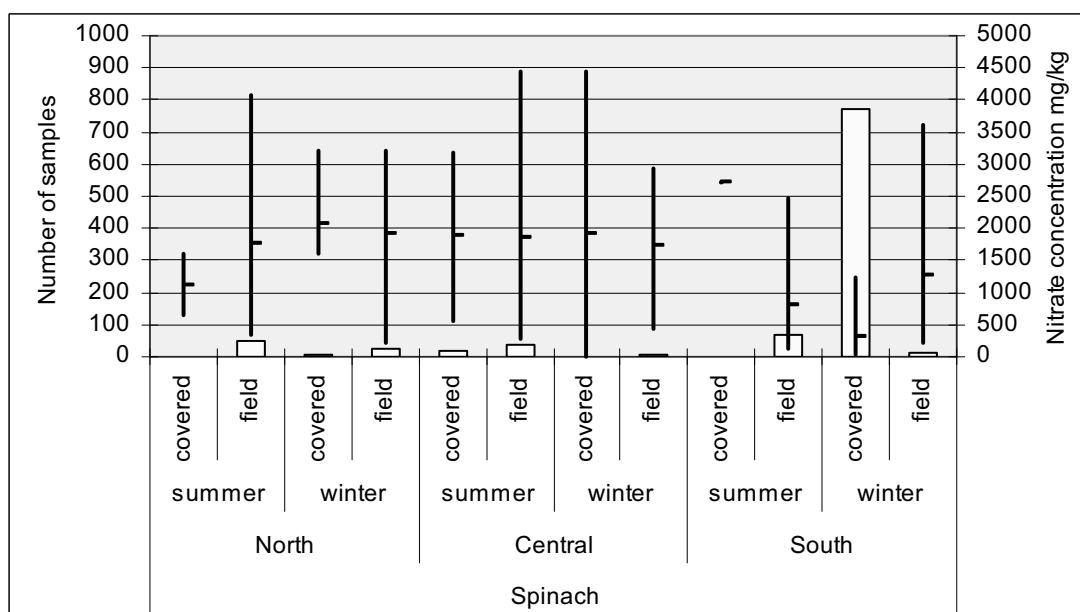 1000 5000
900 4500
800 4000
700 3500
600 3000
500 2500
400 2000
300 1500
200 1000
100 500
0 0
Number of samples
Nitrate concentration mg/kg
covered field covered field covered field covered field covered field covered field
summer winter summer winter summer winter
North Central South
Spinach